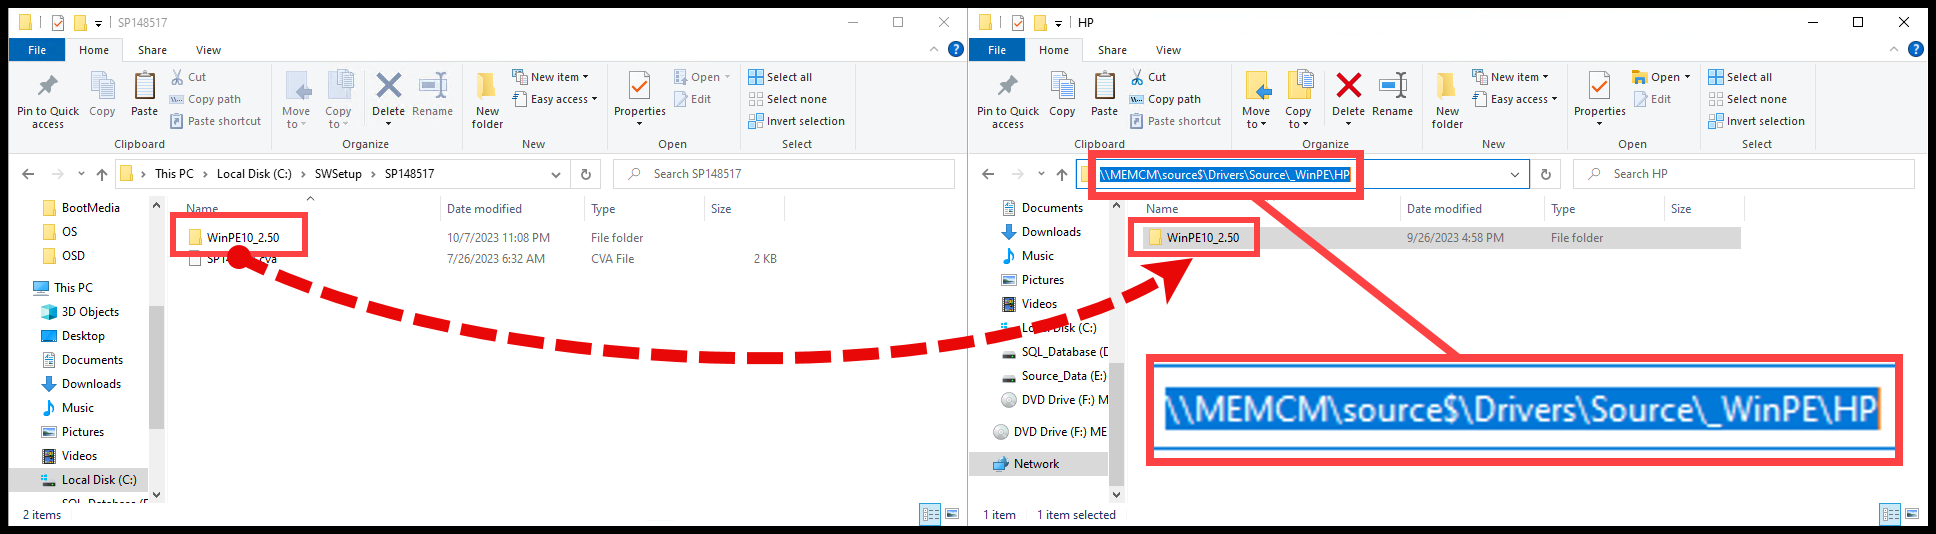 SP148517
File Home Share View
Pin to Quick access
Copy
Paste
Cut
Copy path
Paste shortcut
Move to
Copy to
Delete
Rename
New folder
New item
Easy access
Properties
Open
Edit
Select all
Select none
Invert selection
Clipboard Organize New Open Select
This PC Local Disk (C:) SWSetup SP148517
Search SP148517
BootMedia
OS
OSD
This PC
3D Objects
Desktop
Documents
Downloads
Music
Pictures
Videos
Local Disk (C:)
Name Date modified Type Size
WinPE10_2.50 10/7/2023 11:08 PM File folder
7/26/2023 6:32 AM CVA File 2 KB
2 items
HP
File Home Share View
Pin to Quick access
Copy
Paste
Cut
Copy path
Paste shortcut
Move to
Copy to
Delete
Rename
New folder
New item
Easy access
Properties
Open
Edit
Select all
Select none
Invert selection
Clipboard Organize New Open Select
\\MEMCM\source$\Drivers\Source\_WinPE\HP
Search HP
Documents
Downloads
Music
Pictures
Videos
Local Disk (C:)
SQL_Database (D
Source_Data (E:)
DVD Drive (F:) M
DVD Drive (F:) ME
Network
Name Date modified Type Size
WinPE10_2.50 9/26/2023 4:58 PM File folder
\\MEMCM\source$\Drivers\Source\_WinPE\HP
1 item 1 item selected